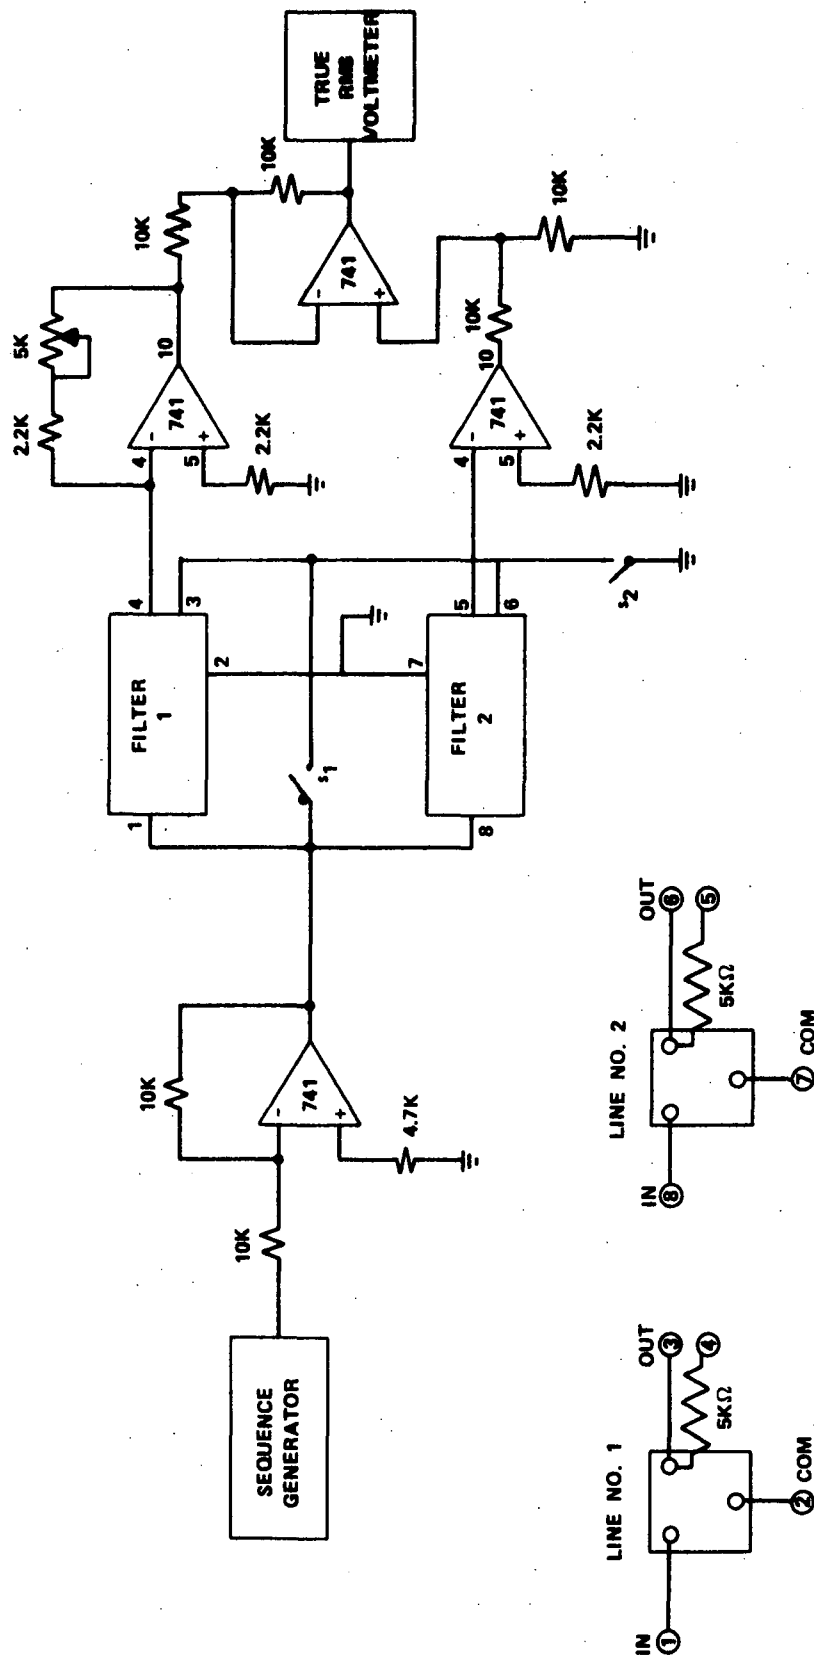 SEQUENCE
GENERATOR
10K
10K
-
741
+
4.7K
s1
1
FILTER
1
2
3
4
8
FILTER
2
7
6
5
s2
2.2K
5K
4
-
741
5
+
10
2.2K
4
-
741
5
+
10
2.2K
10K
10K
-
741
+
10K
10K
TRUE
RMS
VOLTMETER
LINE NO. 1
IN
1
OUT
3
5KΩ
4
2 COM
LINE NO. 2
IN
8
OUT
6
5KΩ
5
7 COM